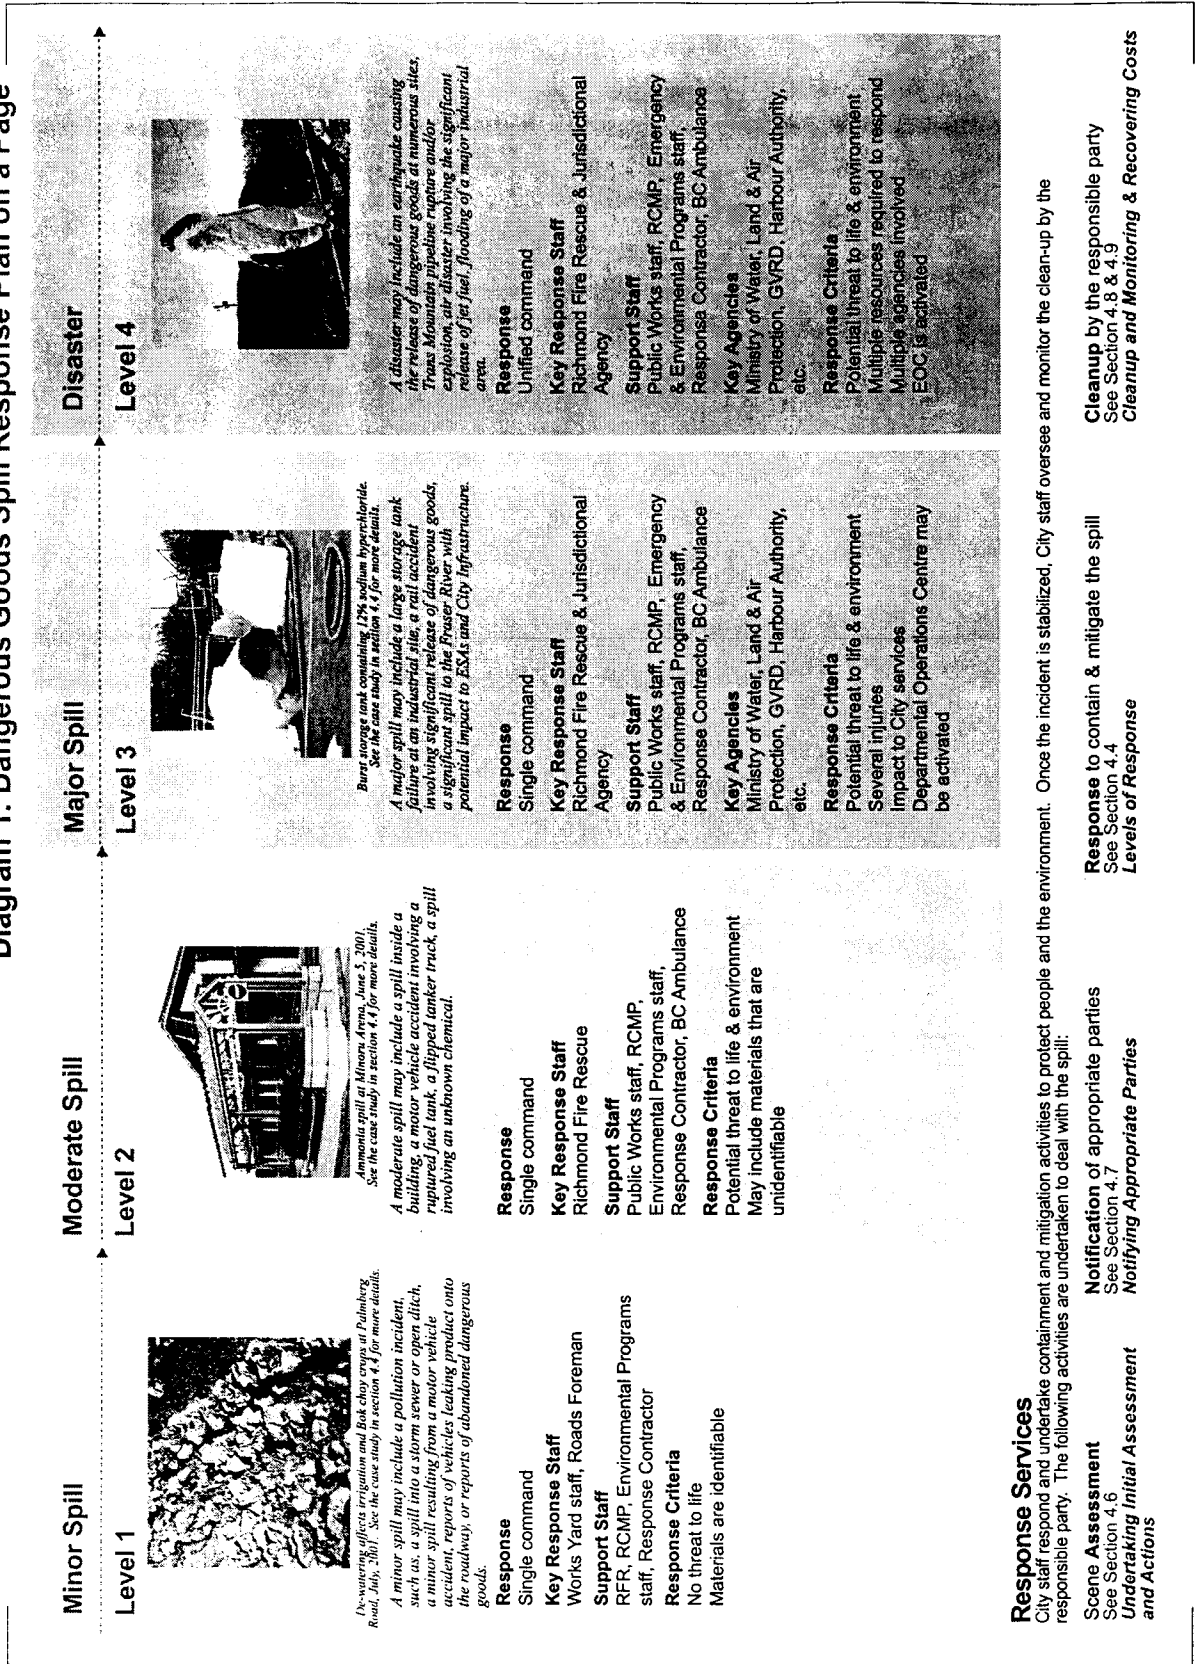 Diagram 1: Dangerous Goods Spill Response Plan on a Page
Minor Spill
Level 1
De-watering affects irrigation and Bok choy crops at Palmberg
Road, July, 2001. See the case study in section 4.4 for more details.
A minor spill may include a pollution incident,
such as, a spill into a storm sewer or open ditch,
a minor spill resulting from a motor vehicle
accident, reports of vehicles leaking product onto
the roadway, or reports of abandoned dangerous
goods.
Response
Single command
Key Response Staff
Works Yard staff, Roads Foreman
Support Staff
RFR, RCMP, Environmental Programs
staff, Response Contractor
Response Criteria
No threat to life
Materials are identifiable
Moderate Spill
Level 2
Ammonia spill at Minoru Arena, June 5, 2001.
See the case study in section 4.4 for more details.
A moderate spill may include a spill inside a
building, a motor vehicle accident involving a
ruptured fuel tank, a flipped tanker truck, a spill
involving an unknown chemical.
Response
Single command
Key Response Staff
Richmond Fire Rescue
Support Staff
Public Works staff, RCMP,
Environmental Programs staff,
Response Contractor, BC Ambulance
Response Criteria
Potential threat to life & environment
May include materials that are
unidentifiable
Major Spill
Level 3
Burst storage tank containing 12% sodium hyperchloride.
See the case study in section 4.4 for more details.
A major spill may include a large storage tank
failure at an industrial site, a rail accident
involving significant release of dangerous goods,
a significant spill to the Fraser River with
potential impact to ESAs and City Infrastructure.
Response
Single command
Key Response Staff
Richmond Fire Rescue & Jurisdictional
Agency
Support Staff
Public Works staff, RCMP, Emergency
& Environmental Programs staff,
Response Contractor, BC Ambulance
Key Agencies
Ministry of Water, Land & Air
Protection, GVRD, Harbour Authority,
etc.
Response Criteria
Potential threat to life & environment
Several injuries
Impact to City services
Departmental Operations Centre may
be activated
Disaster
Level 4
A disaster may include an earthquake causing
the release of dangerous goods at numerous sites,
Trans Mountain pipeline rupture and/or
explosion, air disaster involving the significant
release of jet fuel, flooding of a major industrial
area.
Response
Unified command
Key Response Staff
Richmond Fire Rescue & Jurisdictional
Agency
Support Staff
Public Works staff, RCMP, Emergency
& Environmental Programs staff,
Response Contractor, BC Ambulance
Key Agencies
Ministry of Water, Land & Air
Protection, GVRD, Harbour Authority,
etc.
Response Criteria
Potential threat to life & environment
Multiple resources required to respond
Multiple agencies involved
EOC is activated
Response Services
City staff respond and undertake containment and mitigation activities to protect people and the environment. Once the incident is stabilized, City staff oversee and monitor the clean-up by the
responsible party. The following activities are undertaken to deal with the spill:
Scene Assessment
See Section 4.6
Undertaking Initial Assessment
and Actions
Notification of appropriate parties
See Section 4.7
Notifying Appropriate Parties
Response to contain & mitigate the spill
See Section 4.4
Levels of Response
Cleanup by the responsible party
See Section 4.8 & 4.9
Cleanup and Monitoring & Recovering Costs